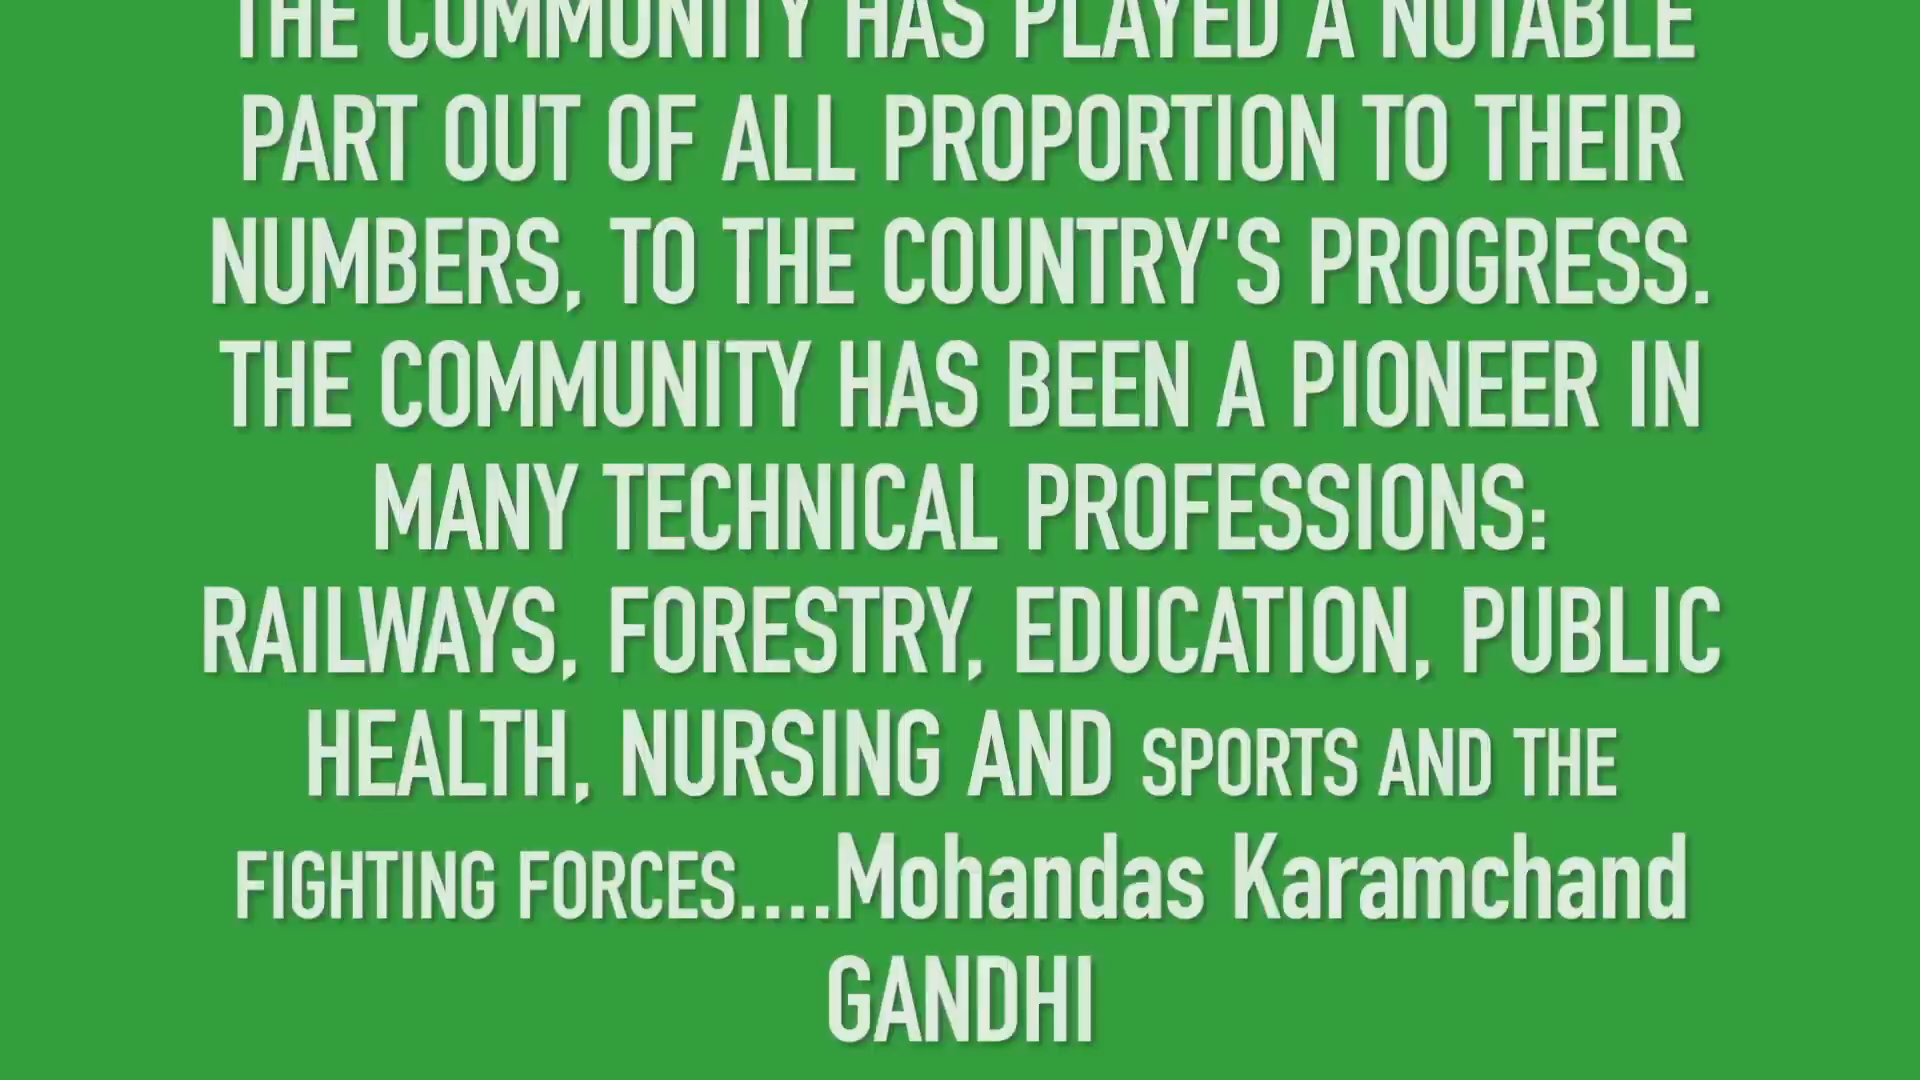 THE COMMUNITY HAS PLAYED A NOTABLE
PART OUT OF ALL PROPORTION TO THEIR
NUMBERS, TO THE COUNTRY'S PROGRESS.
THE COMMUNITY HAS BEEN A PIONEER IN
MANY TECHNICAL PROFESSIONS:
RAILWAYS, FORESTRY, EDUCATION, PUBLIC
HEALTH, NURSING AND SPORTS AND THE
FIGHTING FORCES....Mohandas Karamchand
GANDHI